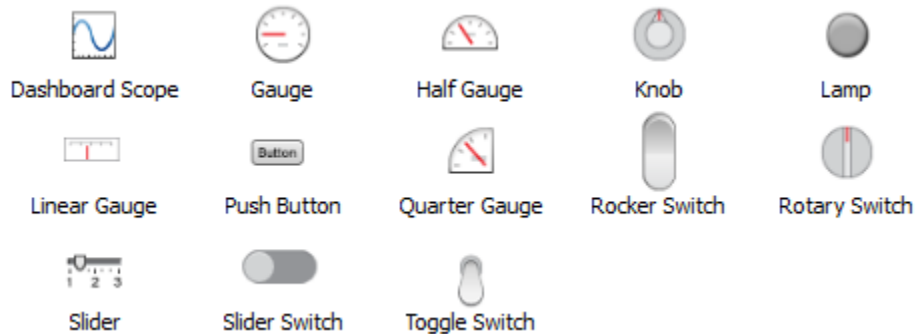 Dashboard Scope Gauge Half Gauge Knob Lamp
Button
Linear Gauge Push Button Quarter Gauge Rocker Switch Rotary Switch
1 2 3
Slider Slider Switch Toggle Switch